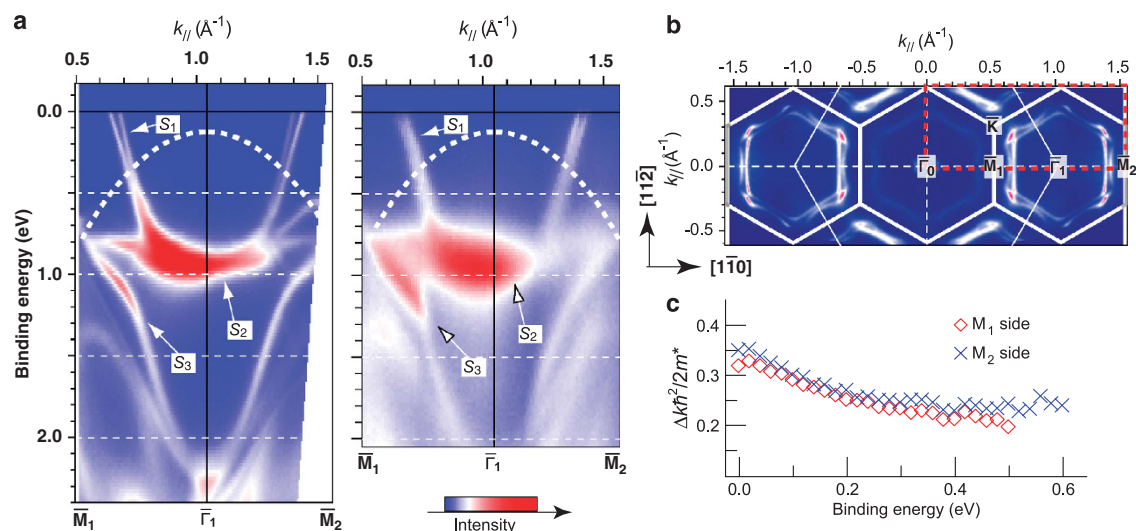 a
k// (Å⁻¹)
0.5 1.0 1.5
k// (Å⁻¹)
0.5 1.0 1.5
Binding energy (eV)
0.0
1.0
2.0
S₁
S₂
S₃
S₁
S₂
S₃
M̄₁ Γ̄₁ M̄₂
M̄₁ Γ̄₁ M̄₂
Intensity
b
k// (Å⁻¹)
-1.5 -1.0 -0.5 0.0 0.5 1.0 1.5
k//(Å⁻¹)
0.5
0.0
-0.5
K̄
Γ̄₀ M̄₁ Γ̄₁ M̄₂
[112̄]
[11̄0]
c
Δkħ²/2m*
0.4
0.3
0.2
M₁ side
M₂ side
0.0 0.2 0.4 0.6
Binding energy (eV)